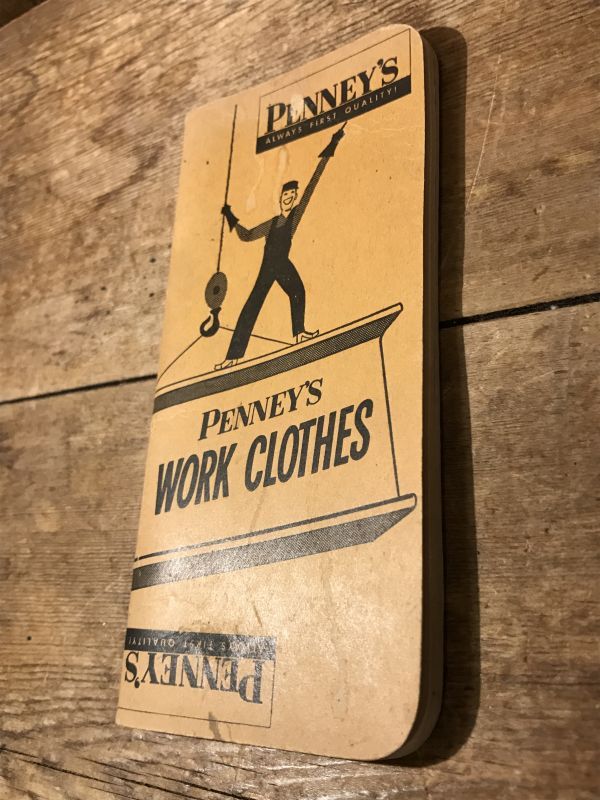 PENNEY'S
ALWAYS FIRST QUALITY!
PENNEY'S
WORK CLOTHES
PENNEY'S
ALWAYS FIRST QUALITY!